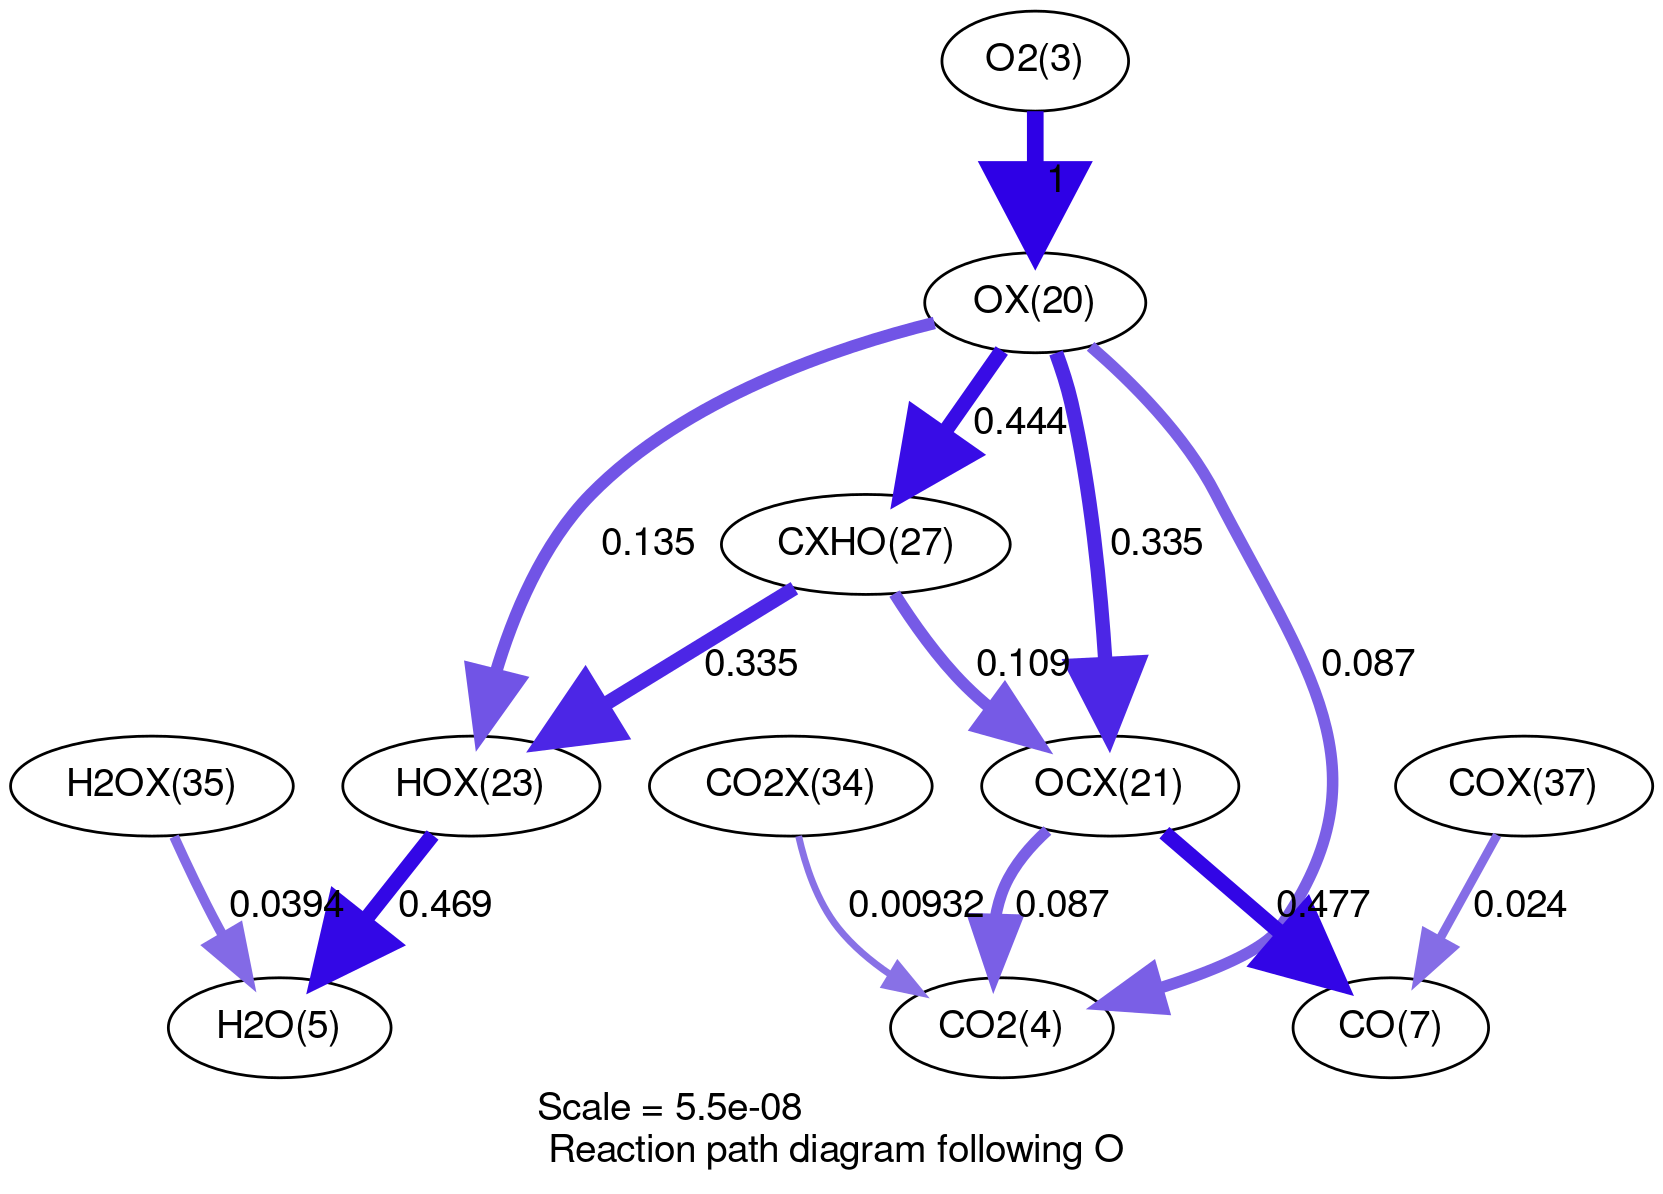 O2(3)
1
OX(20)
0.444
0.135
CXHO(27)
0.335
0.335
0.109
0.087
H2OX(35)
HOX(23)
CO2X(34)
OCX(21)
COX(37)
0.0394
0.469
0.00932
0.087
0.477
0.024
H2O(5)
CO2(4)
CO(7)
Scale = 5.5e-08
Reaction path diagram following O